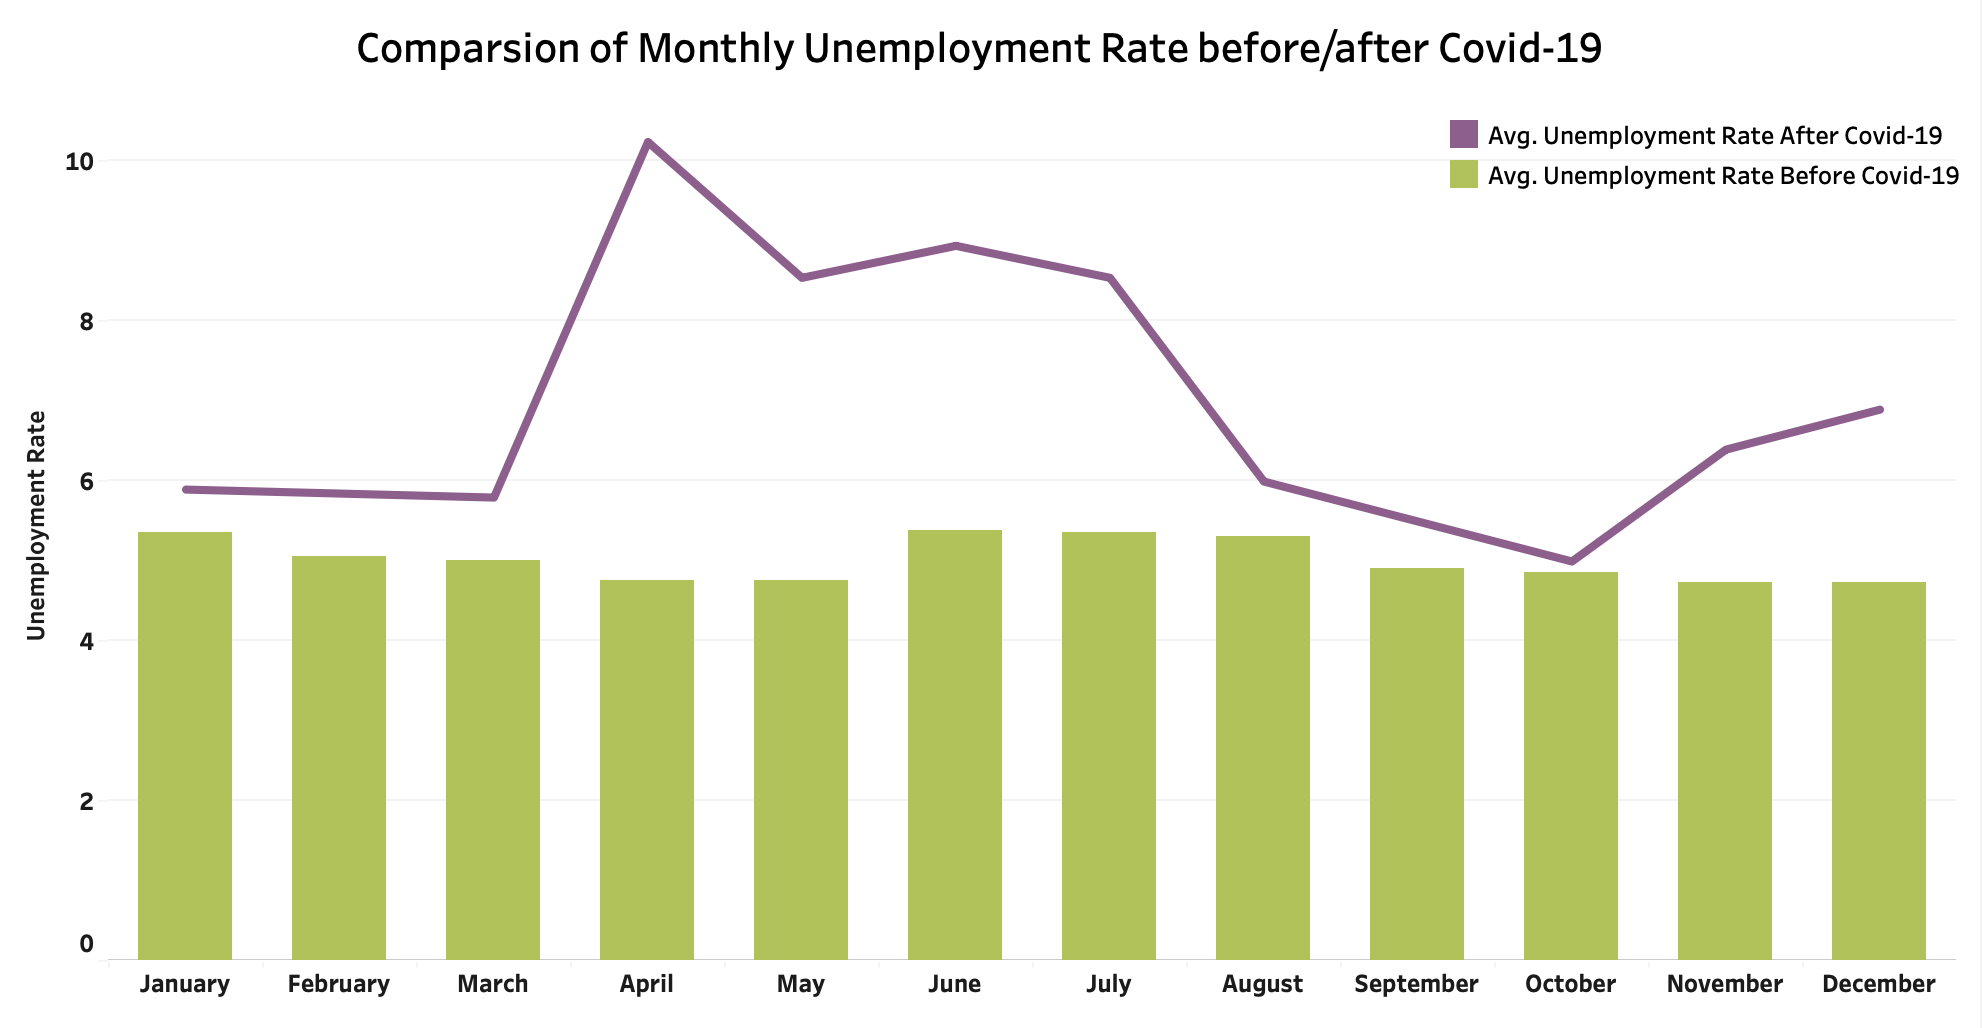 Comparsion of Monthly Unemployment Rate before/after Covid-19
Avg. Unemployment Rate After Covid-19
Avg. Unemployment Rate Before Covid-19
Unemployment Rate
10
8
6
4
2
0
January February March April May June July August September October November December